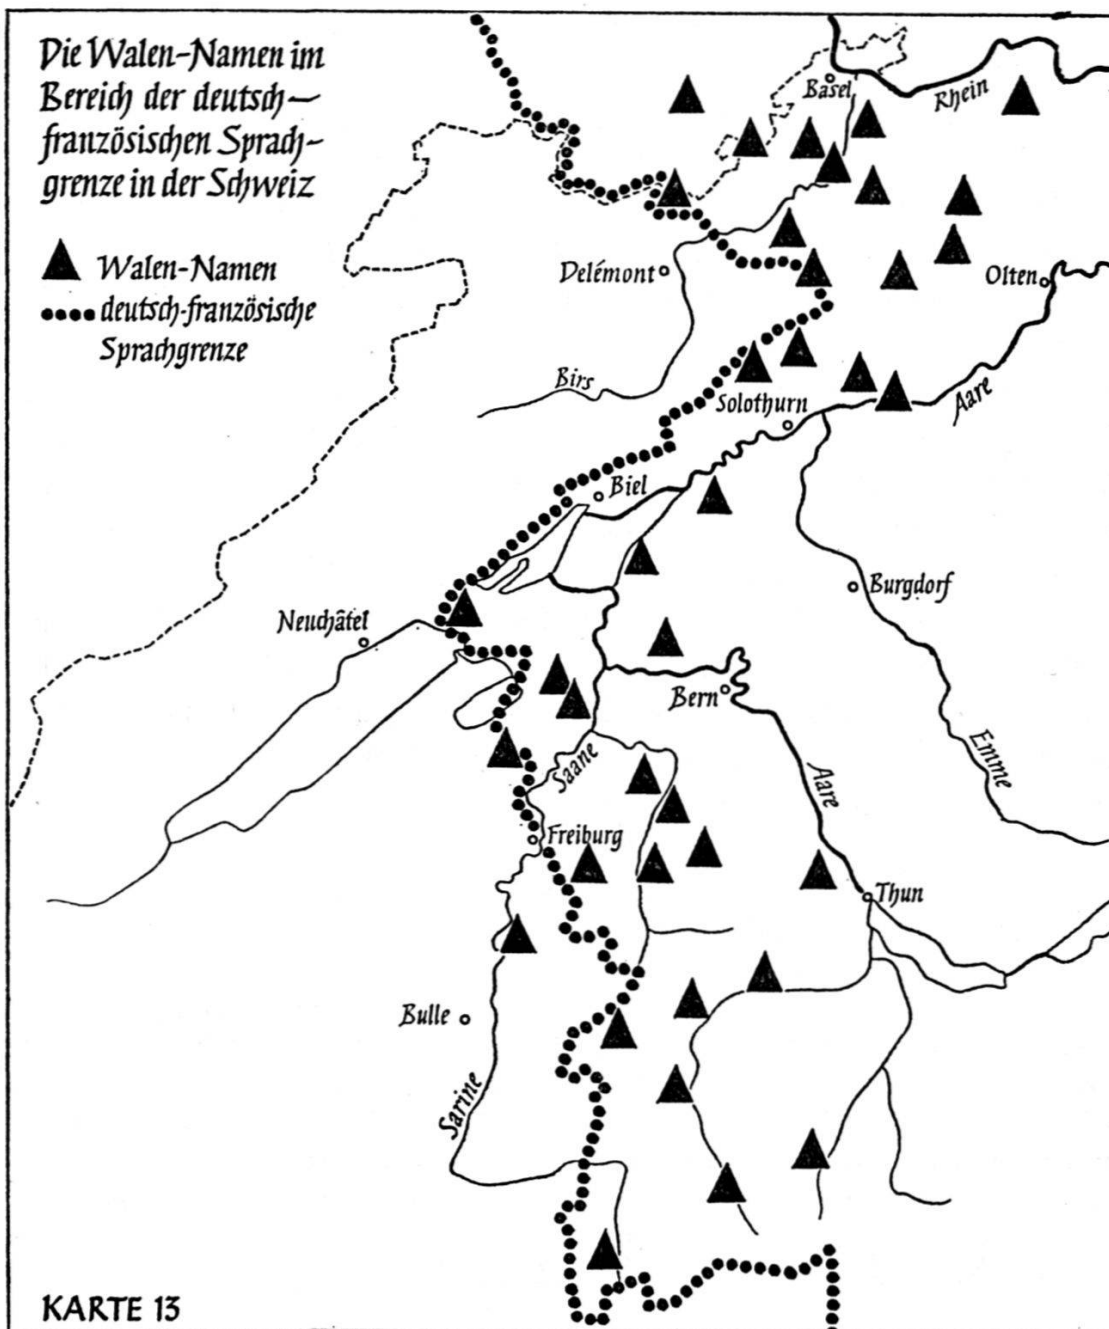 Die Walen-Namen im
Bereich der deutsch-
französischen Sprach-
grenze in der Schweiz
Walen-Namen
deutsch-französische
Sprachgrenze
Basel
Rhein
Delémont
Olten
Birs
Solothurn
Aare
Biel
Burgdorf
Neuchâtel
Bern
Emme
Saane
Aare
Freiburg
Thun
Bulle
Sarine
KARTE 13